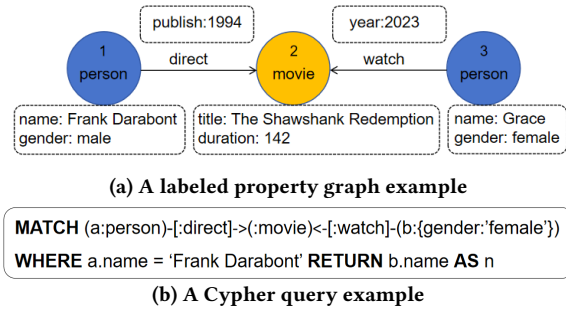 publish:1994
year:2023
1
person
direct
2
movie
watch
3
person
name: Frank Darabont
gender: male
title: The Shawshank Redemption
duration: 142
name: Grace
gender: female
(a) A labeled property graph example
MATCH (a:person)-[:direct]->(:movie)<-[:watch]-(b:{gender:'female'})
WHERE a.name = ‘Frank Darabont’ RETURN b.name AS n
(b) A Cypher query example